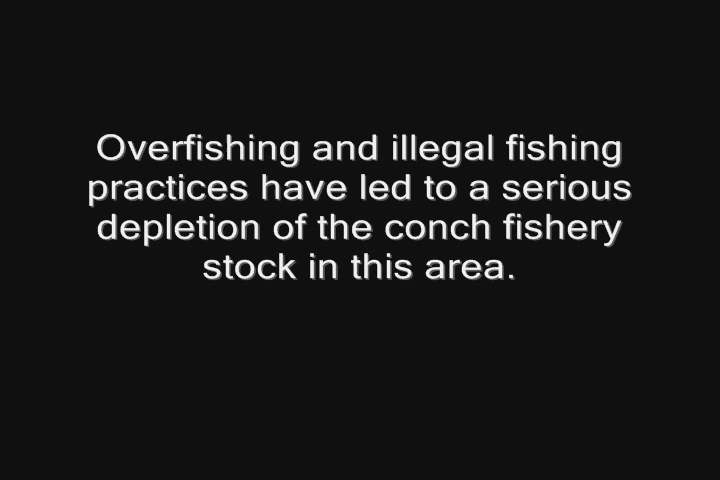 Overfishing and illegal fishing
practices have led to a serious
depletion of the conch fishery
stock in this area.